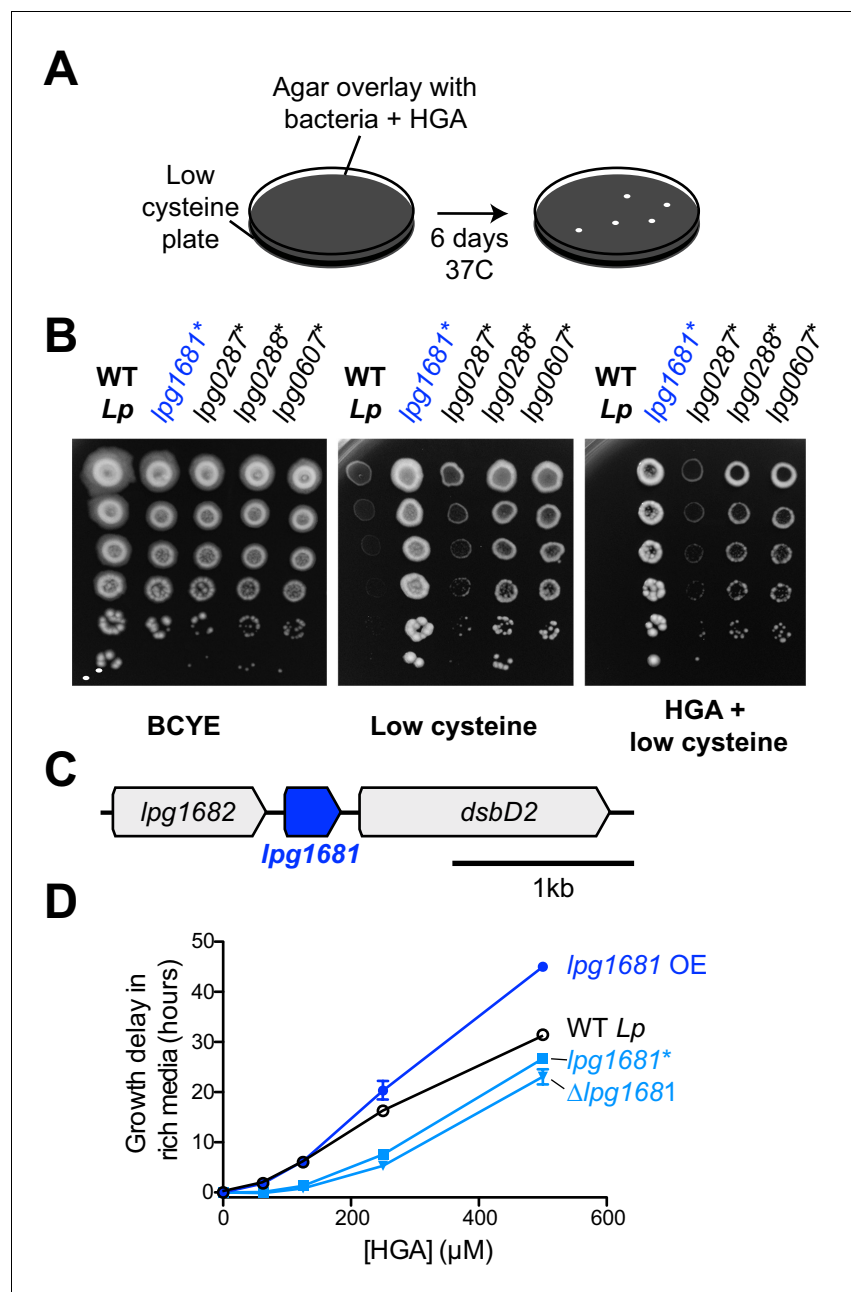 A
Agar overlay with
bacteria + HGA
Low
cysteine
plate
6 days
37C
B
WT
Lp
lpg1681*
lpg0287*
lpg0288*
lpg0607*
WT
Lp
lpg1681*
lpg0287*
lpg0288*
lpg0607*
WT
Lp
lpg1681*
lpg0287*
lpg0288*
lpg0607*
BCYE
Low cysteine
HGA +
low cysteine
C
lpg1682
lpg1681
dsbD2
1kb
D
Growth delay in
rich media (hours)
50
40
30
20
10
0
0
200
400
600
[HGA] (µM)
lpg1681 OE
WT Lp
lpg1681*
Δlpg1681